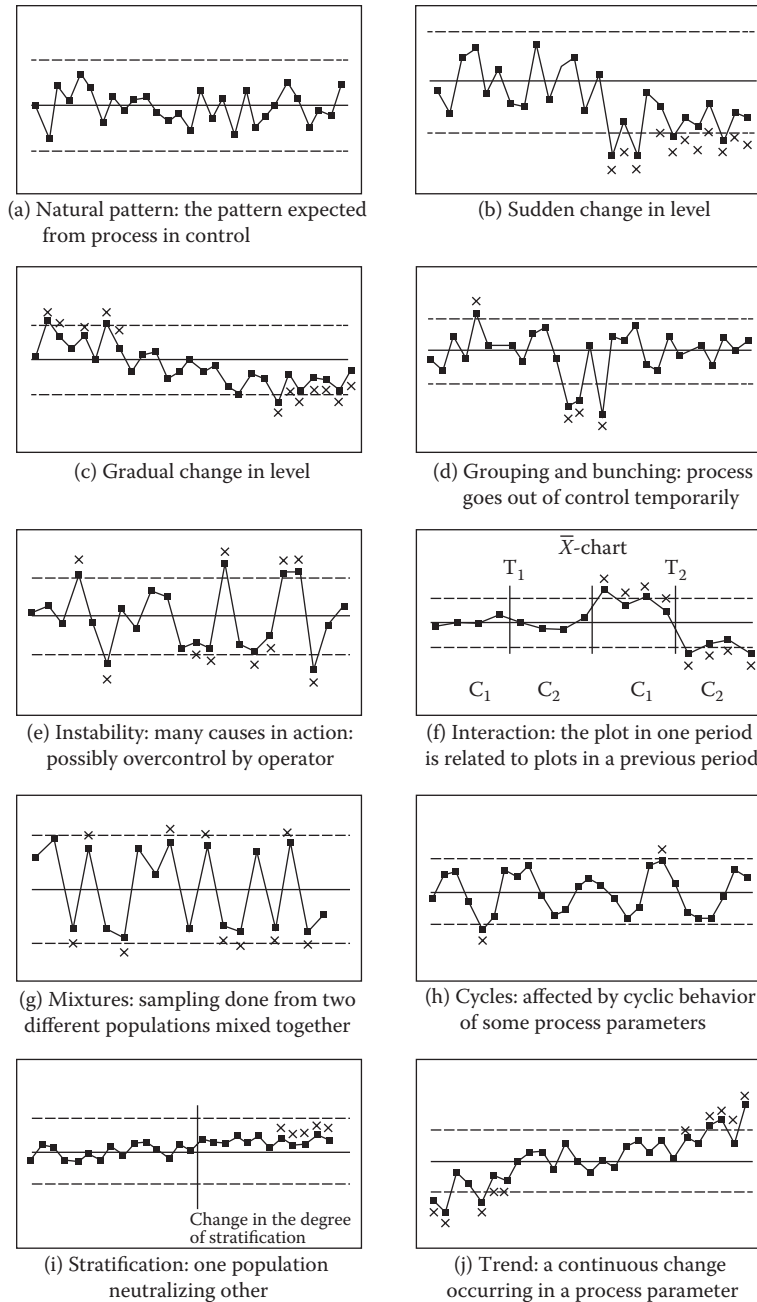 (a) Natural pattern: the pattern expected
from process in control
(b) Sudden change in level
(c) Gradual change in level
(d) Grouping and bunching: process
goes out of control temporarily
(e) Instability: many causes in action:
possibly overcontrol by operator
X̅-chart
T₁
T₂
C₁ C₂ C₁ C₂
(f) Interaction: the plot in one period
is related to plots in a previous period
(g) Mixtures: sampling done from two
different populations mixed together
(h) Cycles: affected by cyclic behavior
of some process parameters
Change in the degree
of stratification
(i) Stratification: one population
neutralizing other
(j) Trend: a continuous change
occurring in a process parameter